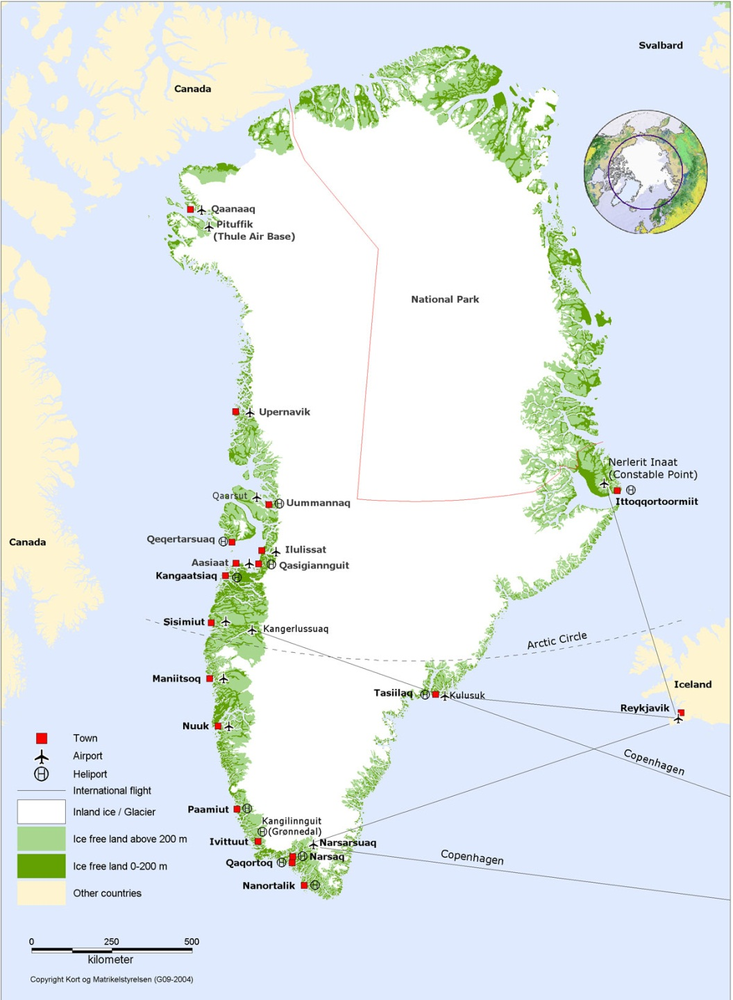 Svalbard
Canada
Qaanaaq
Pituffik
(Thule Air Base)
National Park
Upernavik
Nerlerit Inaat
(Constable Point)
Ittoqqortoormiit
Qaarsut
Uummannaq
Canada
Qeqertarsuaq
Ilulissat
Aasiaat
Qasigiannguit
Kangaatsiaq
Sisimiut
Kangerlussuaq
Arctic Circle
Maniitsoq
Iceland
Tasiilaq
Kulusuk
Reykjavik
Nuuk
Copenhagen
Town
Airport
Heliport
International flight
Inland ice / Glacier
Ice free land above 200 m
Ice free land 0-200 m
Other countries
Paamiut
Kangilinnguit
(Grønnedal)
Ivittuut
Narsarsuaq
Narsaq
Qaqortoq
Copenhagen
Nanortalik
0 250 500
kilometer
Copyright Kort og Matrikelstyrelsen (G09-2004)